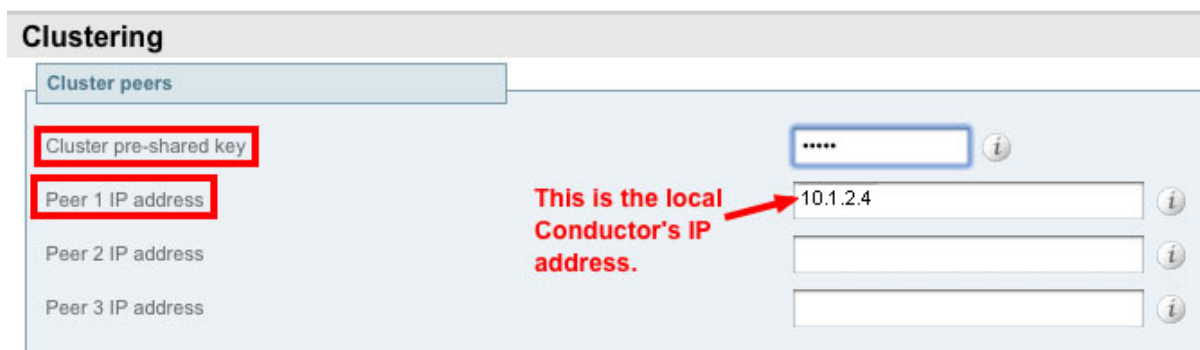 Clustering
Cluster peers
Cluster pre-shared key
•••••
i
Peer 1 IP address
This is the local
Conductor's IP
address.
10.1.2.4
i
Peer 2 IP address
i
Peer 3 IP address
i